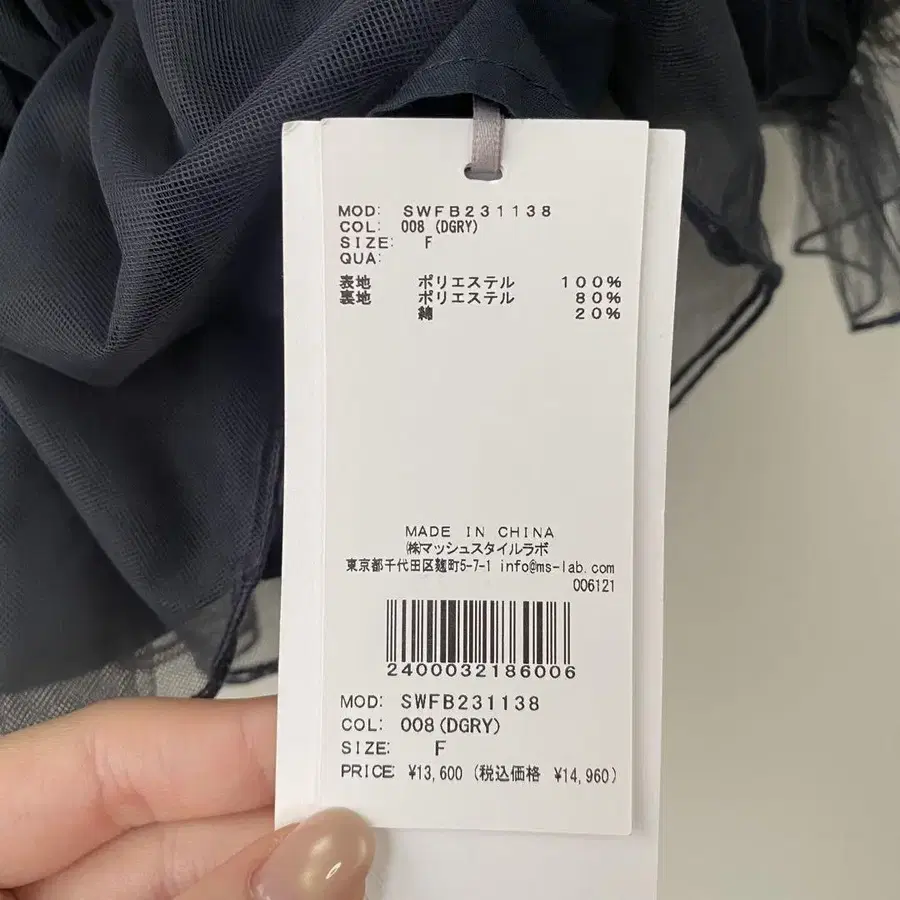 MOD: SWFB231138
COL: 008 (DGRY)
SIZE: F
QUA:
表地 ポリエステル 100%
裏地 ポリエステル 80%
綿 20%
MADE IN CHINA
㈱マッシュスタイルラボ
東京都千代田区麹町5-7-1 info@ms-lab.com
006121
2400032186006
MOD: SWFB231138
COL: 008(DGRY)
SIZE: F
PRICE: ¥13,600 (税込価格 ¥14,960)